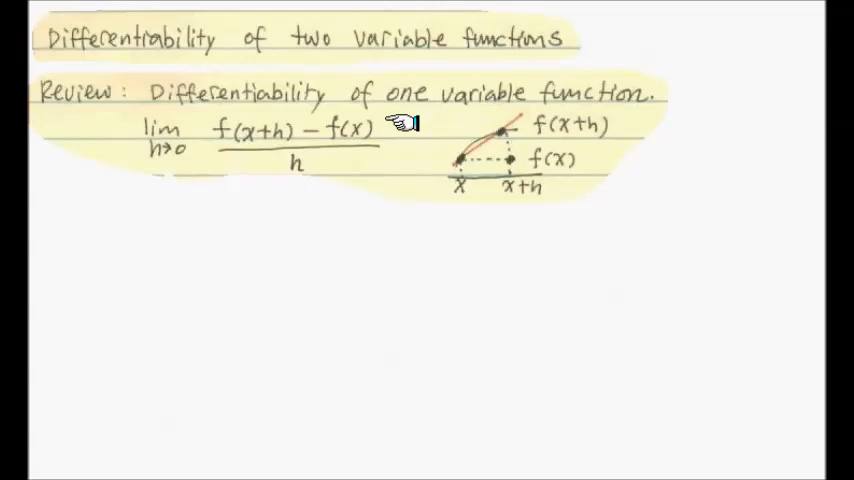 Differentiability of two variable functions
Review: Differentiability of one variable function.
lim h→0 f(x+h) - f(x) / h
f(x+h)
f(x)
x x+h